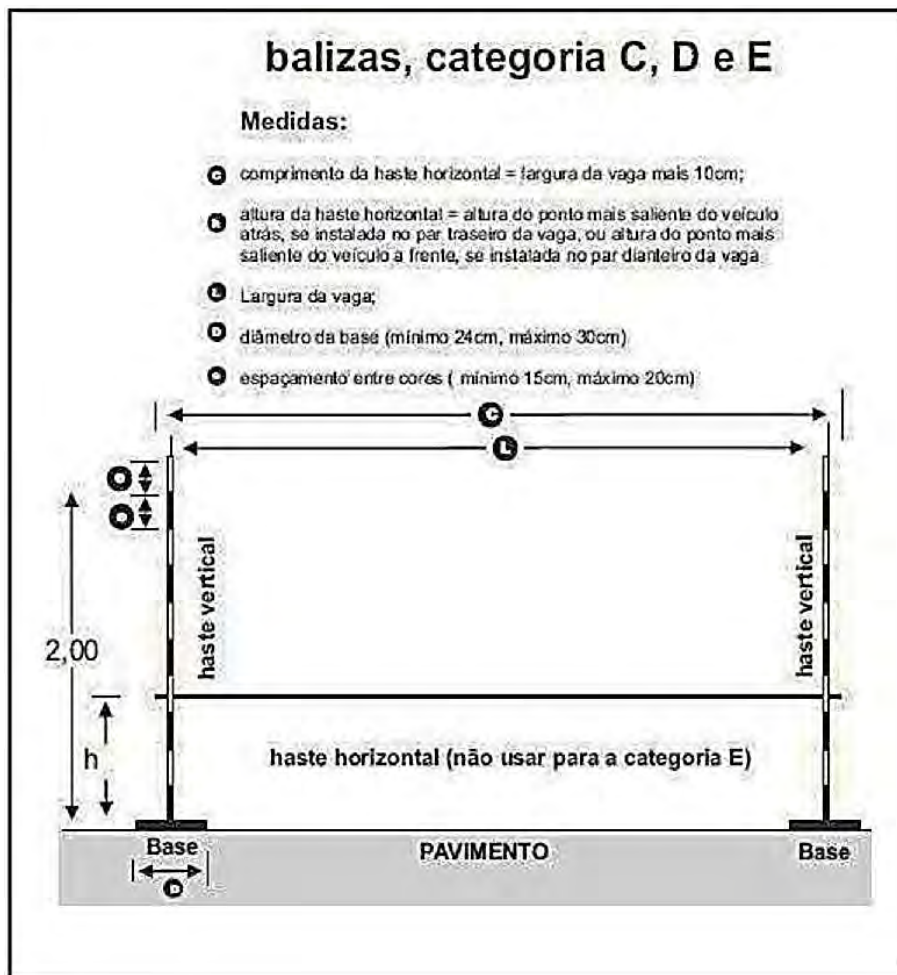 balizas, categoria C, D e E
Medidas:
C comprimento da haste horizontal = largura da vaga mais 10cm;
altura da haste horizontal = altura do ponto mais saliente do veículo
atrás, se instalada no par traseiro da vaga, ou altura do ponto mais
saliente do veículo a frente, se instalada no par dianteiro da vaga
L Largura da vaga;
D diâmetro da base (mínimo 24cm, máximo 30cm)
espaçamento entre cores ( mínimo 15cm, máximo 20cm)
C
L
haste vertical
haste vertical
2,00
h
haste horizontal (não usar para a categoria E)
Base
PAVIMENTO
Base
D